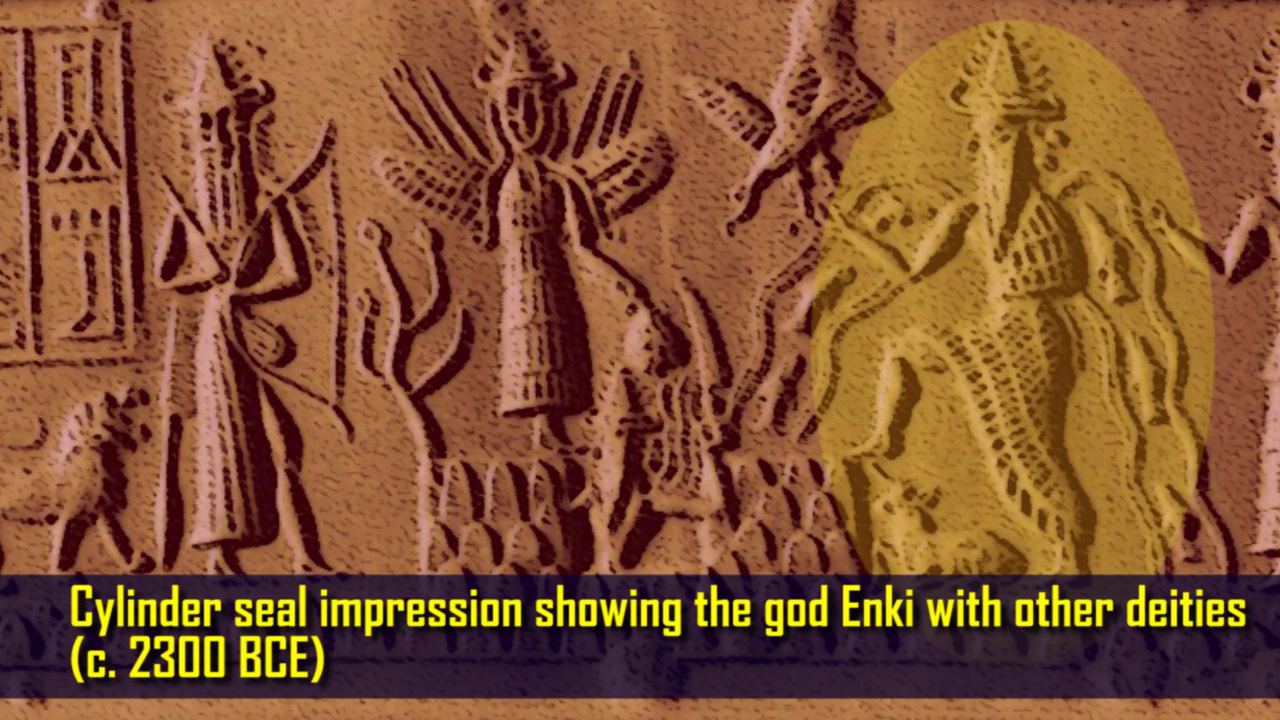 Cylinder seal impression showing the god Enki with other deities
(c. 2300 BCE)